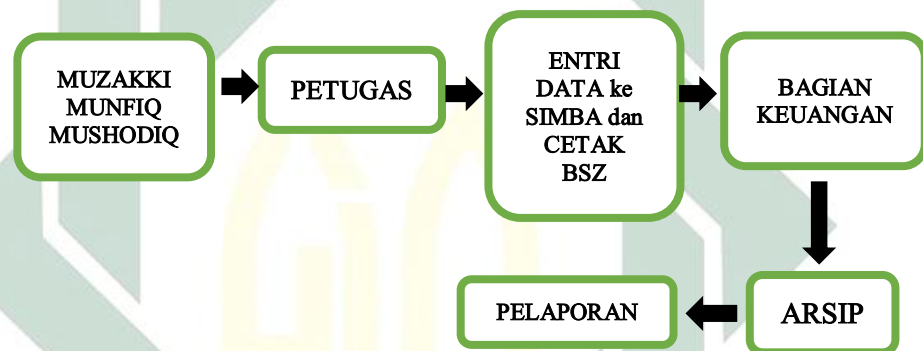 MUZAKKI
MUNFIQ
MUSHODIQ
PETUGAS
ENTRI
DATA ke
SIMBA dan
CETAK
BSZ
BAGIAN
KEUANGAN
ARSIP
PELAPORAN